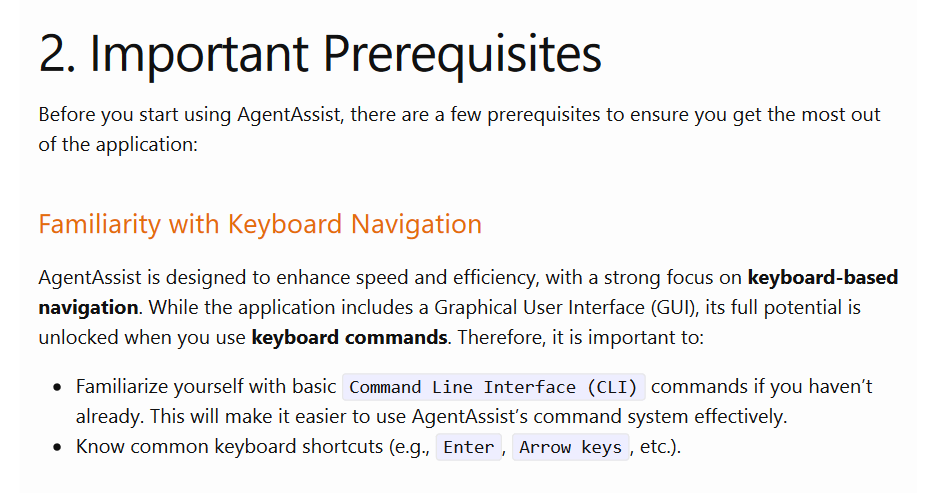 2. Important Prerequisites
Before you start using AgentAssist, there are a few prerequisites to ensure you get the most out
of the application:
Familiarity with Keyboard Navigation
AgentAssist is designed to enhance speed and efficiency, with a strong focus on keyboard-based
navigation. While the application includes a Graphical User Interface (GUI), its full potential is
unlocked when you use keyboard commands. Therefore, it is important to:
• Familiarize yourself with basic Command Line Interface (CLI) commands if you haven’t
already. This will make it easier to use AgentAssist’s command system effectively.
• Know common keyboard shortcuts (e.g., Enter, Arrow keys, etc.).